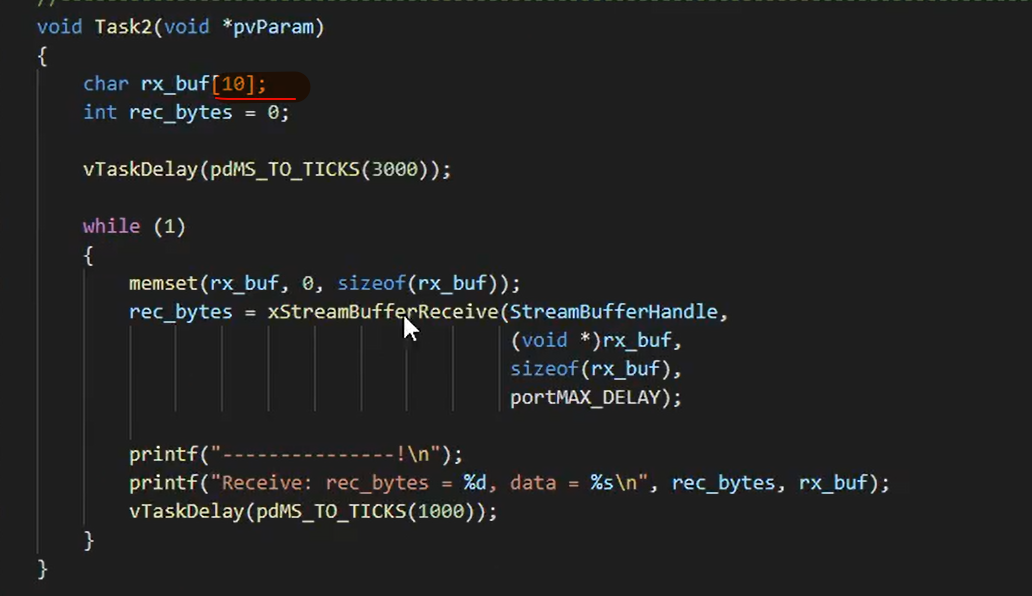 //------------------------------------------------------------
void Task2(void *pvParam)
{
    char rx_buf[10];
    int rec_bytes = 0;

    vTaskDelay(pdMS_TO_TICKS(3000));

    while (1)
    {
        memset(rx_buf, 0, sizeof(rx_buf));
        rec_bytes = xStreamBufferReceive(StreamBufferHandle,
                                         (void *)rx_buf,
                                         sizeof(rx_buf),
                                         portMAX_DELAY);

        printf("---------------!\n");
        printf("Receive: rec_bytes = %d, data = %s\n", rec_bytes, rx_buf);
        vTaskDelay(pdMS_TO_TICKS(1000));
    }
}